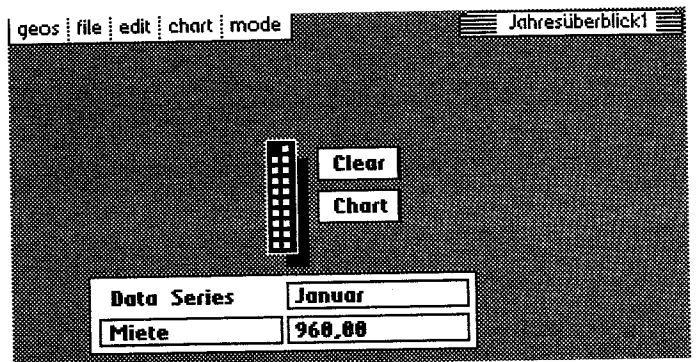 geos file edit chart mode
Jahresüberblick1
Clear
Chart
Data Series Januar
Miete 960,00